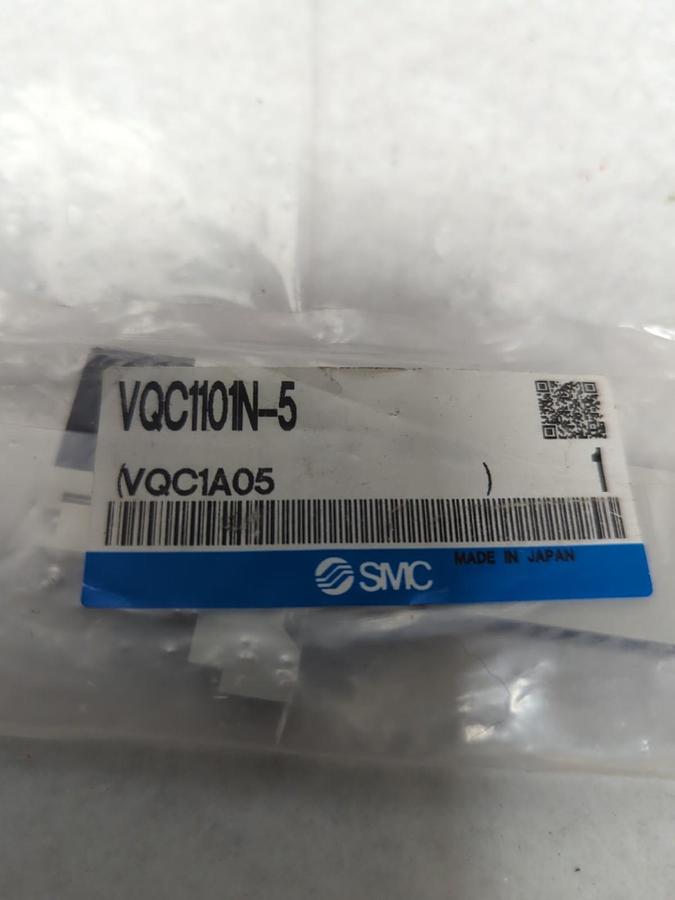 VQC1101N-5
(VQC1A05 ) 1
SMC MADE IN JAPAN